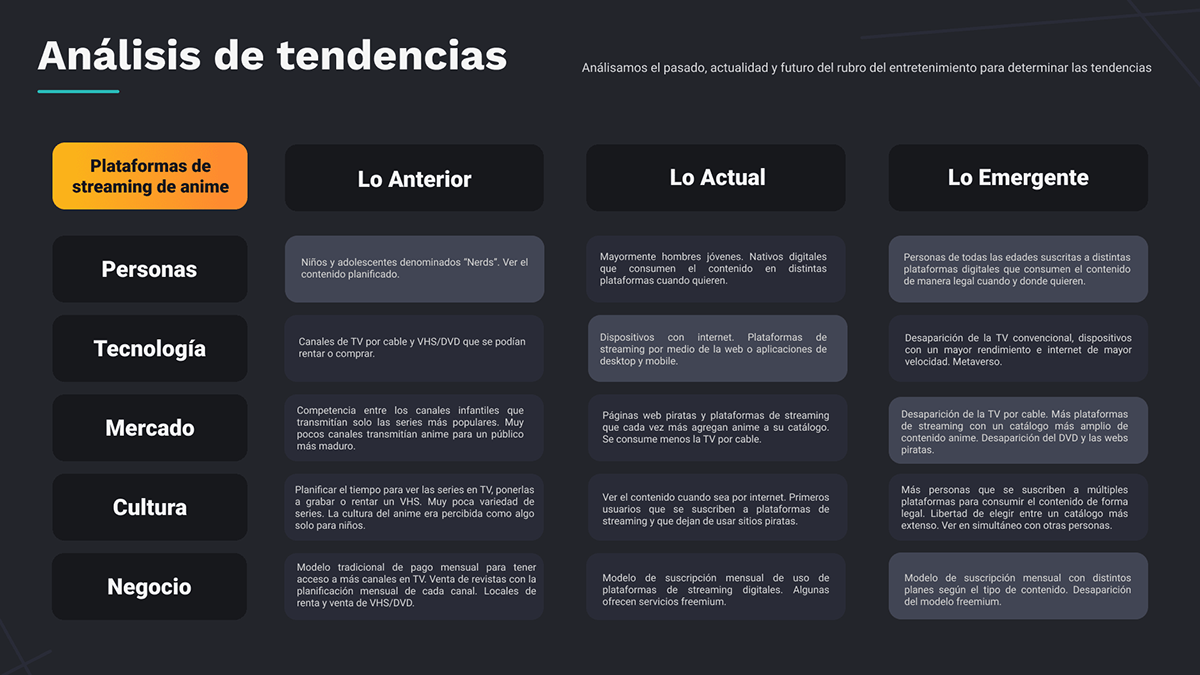 Análisis de tendencias
Análisamos el pasado, actualidad y futuro del rubro del entretenimiento para determinar las tendencias
Plataformas de
streaming de anime
Lo Anterior
Lo Actual
Lo Emergente
Personas
Niños y adolescentes denominados “Nerds”. Ver el
contenido planificado.
Mayormente hombres jóvenes. Nativos digitales
que consumen el contenido en distintas
plataformas cuando quieren.
Personas de todas las edades suscritas a distintas
plataformas digitales que consumen el contenido
de manera legal cuando y donde quieren.
Tecnología
Canales de TV por cable y VHS/DVD que se podían
rentar o comprar.
Dispositivos con internet. Plataformas de
streaming por medio de la web o aplicaciones de
desktop y mobile.
Desaparición de la TV convencional, dispositivos
con un mayor rendimiento e internet de mayor
velocidad. Metaverso.
Mercado
Competencia entre los canales infantiles que
transmitían solo las series más populares. Muy
pocos canales transmitían anime para un público
más maduro.
Páginas web piratas y plataformas de streaming
que cada vez más agregan anime a su catálogo.
Se consume menos la TV por cable.
Desaparición de la TV por cable. Más plataformas
de streaming con un catálogo más amplio de
contenido anime. Desaparición del DVD y las webs
piratas.
Cultura
Planificar el tiempo para ver las series en TV, ponerlas
a grabar o rentar un VHS. Muy poca variedad de
series. La cultura del anime era percibida como algo
solo para niños.
Ver el contenido cuando sea por internet. Primeros
usuarios que se suscriben a plataformas de
streaming y que dejan de usar sitios piratas.
Más personas que se suscriben a múltiples
plataformas para consumir el contenido de forma
legal. Libertad de elegir entre un catálogo más
extenso. Ver en simultáneo con otras personas.
Negocio
Modelo tradicional de pago mensual para tener
acceso a más canales en TV. Venta de revistas con la
planificación mensual de cada canal. Locales de
renta y venta de VHS/DVD.
Modelo de suscripción mensual de uso de
plataformas de streaming digitales. Algunas
ofrecen servicios freemium.
Modelo de suscripción mensual con distintos
planes según el tipo de contenido. Desaparición
del modelo freemium.